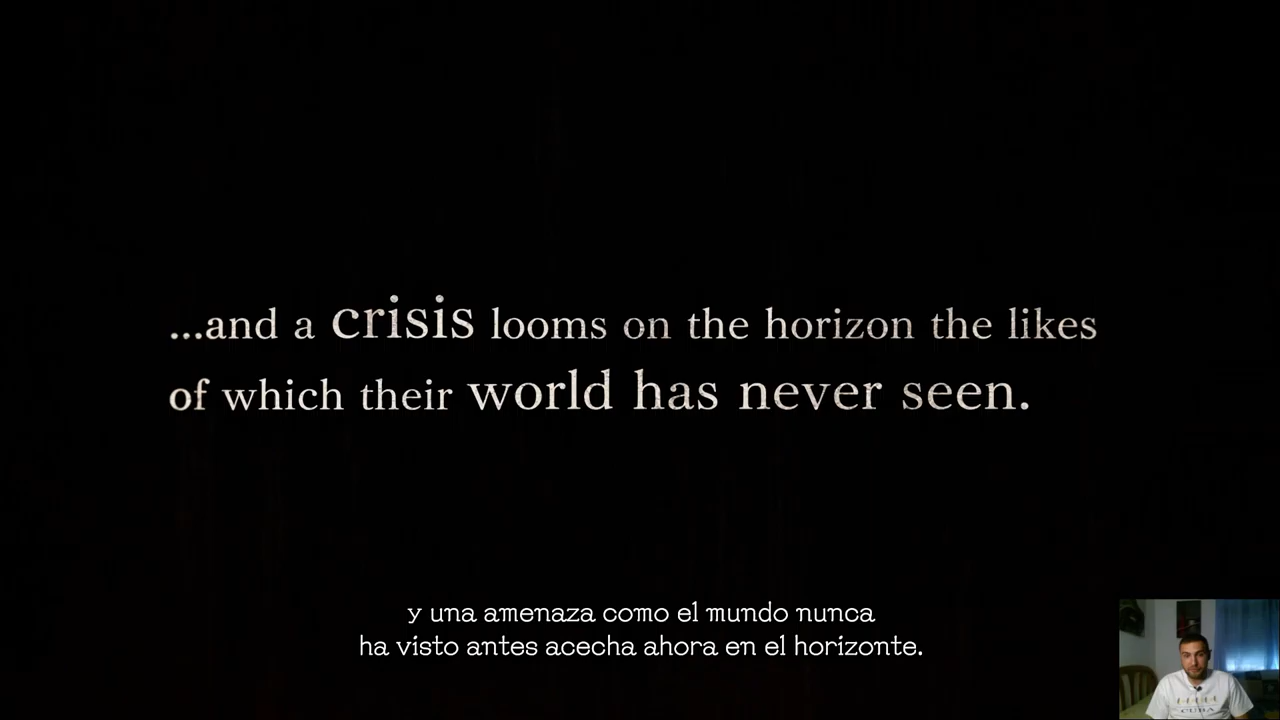 ...and a crisis looms on the horizon the likes
of which their world has never seen.
y una amenaza como el mundo nunca
ha visto antes acecha ahora en el horizonte.
CUBA